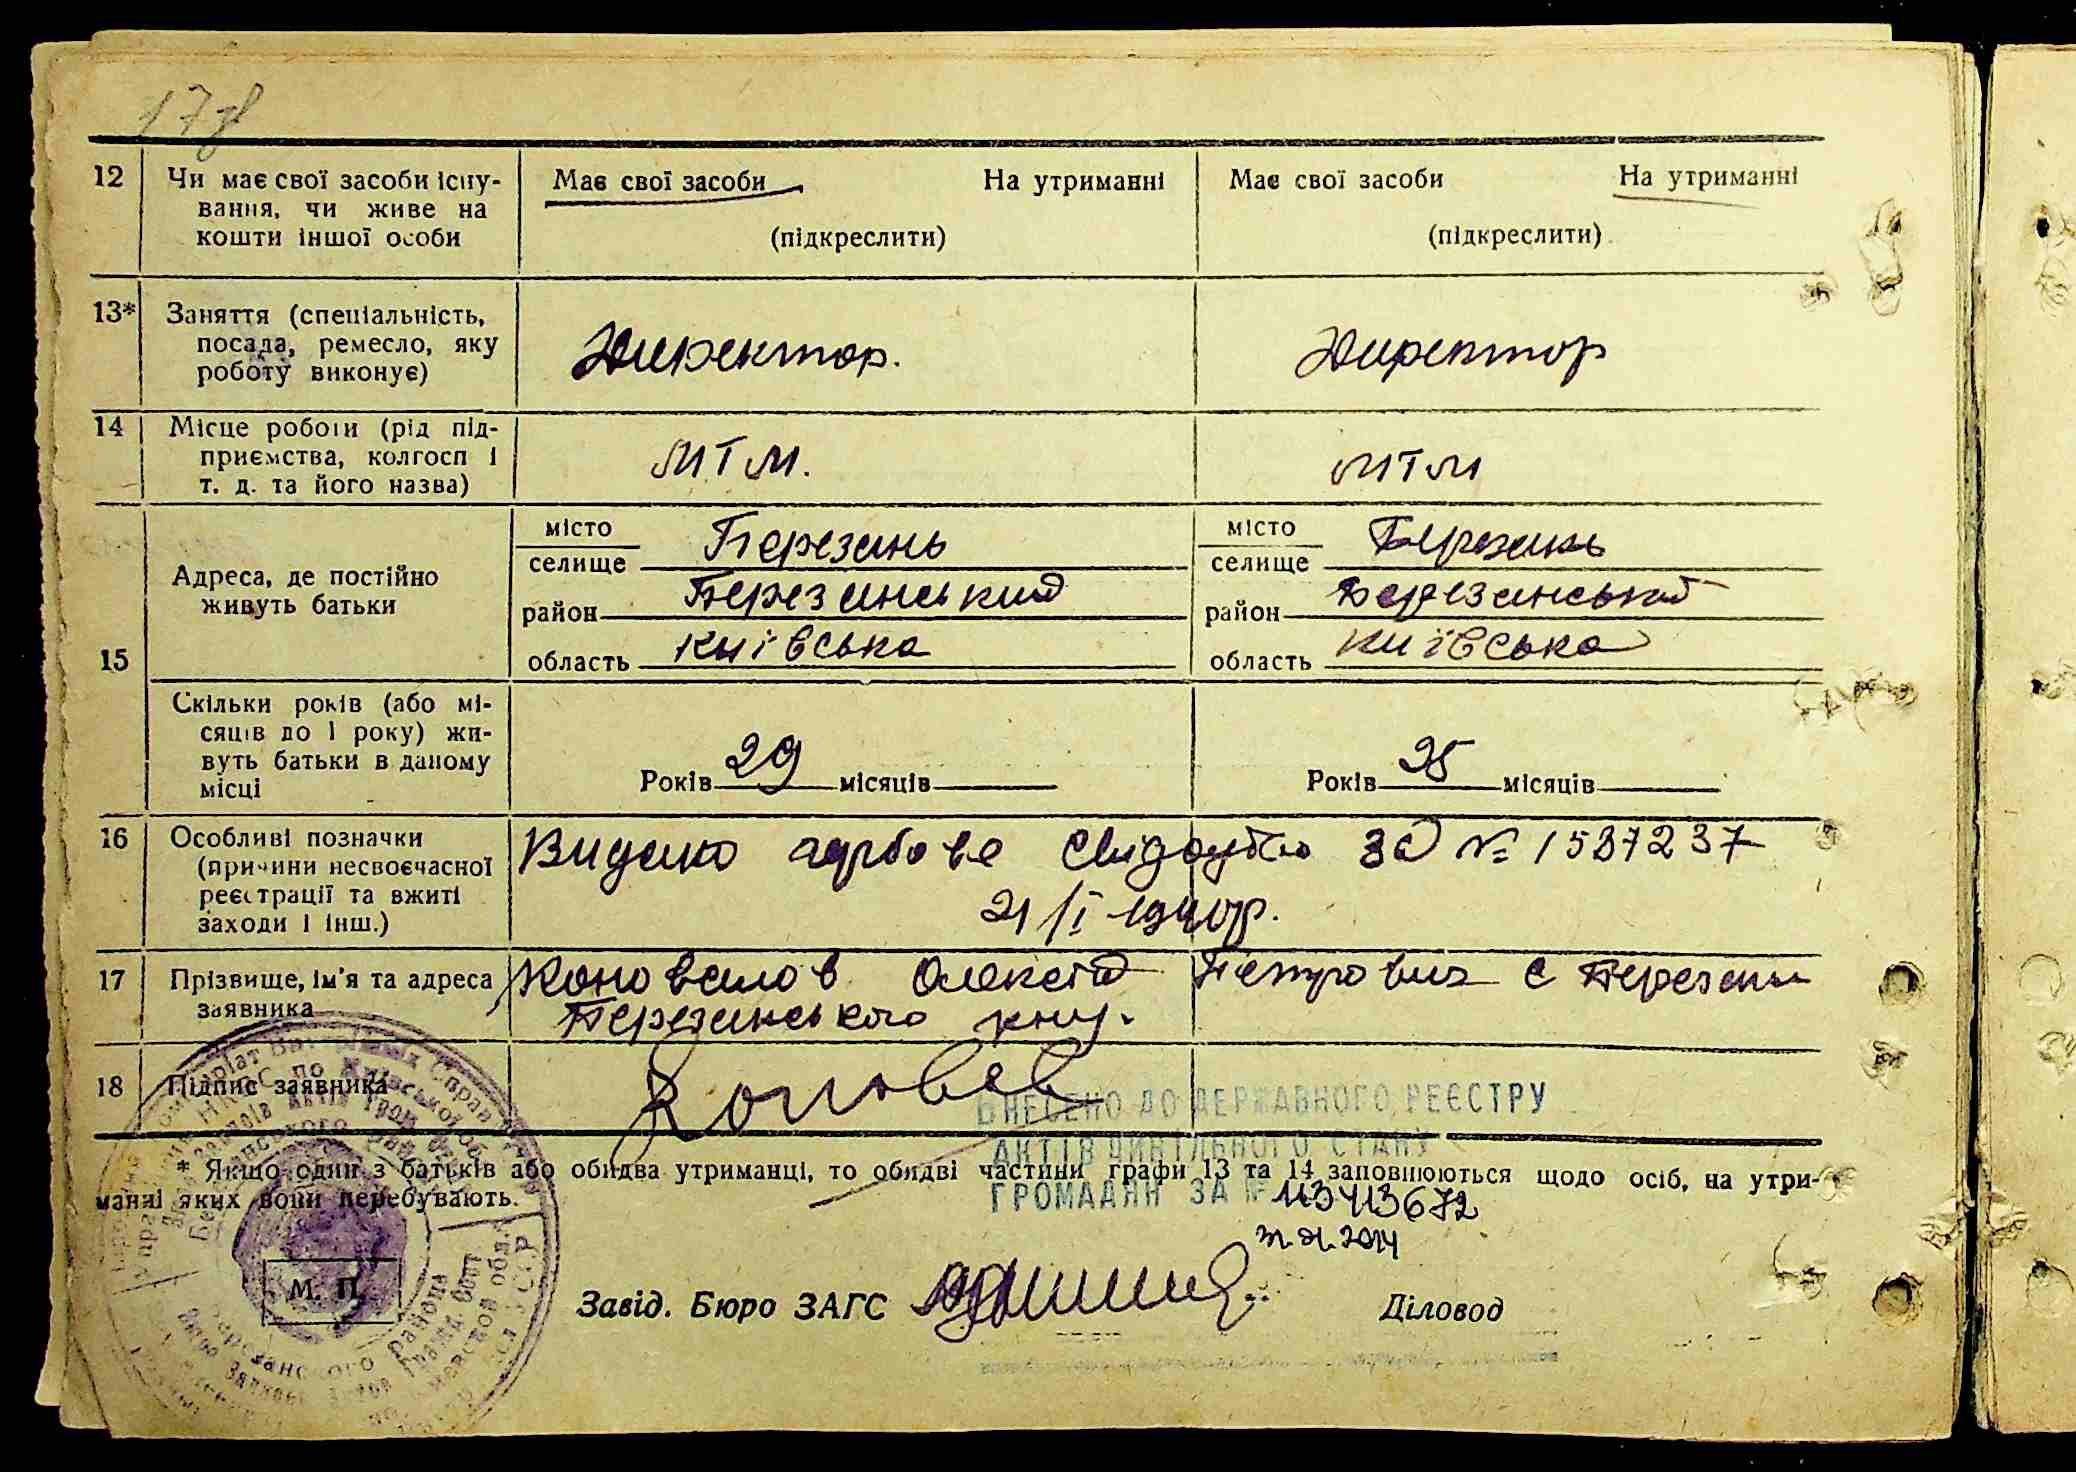 12 Чи має свої засоби існу- Має свої засоби На утриманні Має свої засоби На утриманні
вання, чи живе на
кошти іншої особи (підкреслити) (підкреслити)
13* Заняття (спеціальність,
посада, ремесло, яку Директор. Директор
роботу виконує)
14 Місце роботи (рід під-
приємства, колгосп і МТМ. МТМ
т. д. та його назва)
місто Березань місто Березань
селище селище
Адреса, де постійно
живуть батьки район Березанський район Березанський
15 область Київська область Київська
Скільки років (або мі-
сяців до 1 року) жи-
вуть батьки в даному
місці Років 29 місяців Років 25 місяців
16 Особливі позначки Видано зо № 1537237
(причини несвоєчасної
реєстрації та вжиті 21/I 1940р.
заходи і інш.)
17 Прізвище, ім'я та адреса Коновалов Олексій Петрович с Березань
заявника Березанського
18 Підпис заявника
ВНЕСЕНО ДО ДЕРЖАВНОГО РЕЄСТРУ
АКТІВ ЦИВІЛЬНОГО СТАНУ
ГРОМАДЯН ЗА №
* Якщо один з батьків або обидва утриманці, то обидві частини графи 13 та 14 заповнюються щодо осіб, на утри-
манні яких вони перебувають.
М. П.
Завід. Бюро ЗАГС Діловод